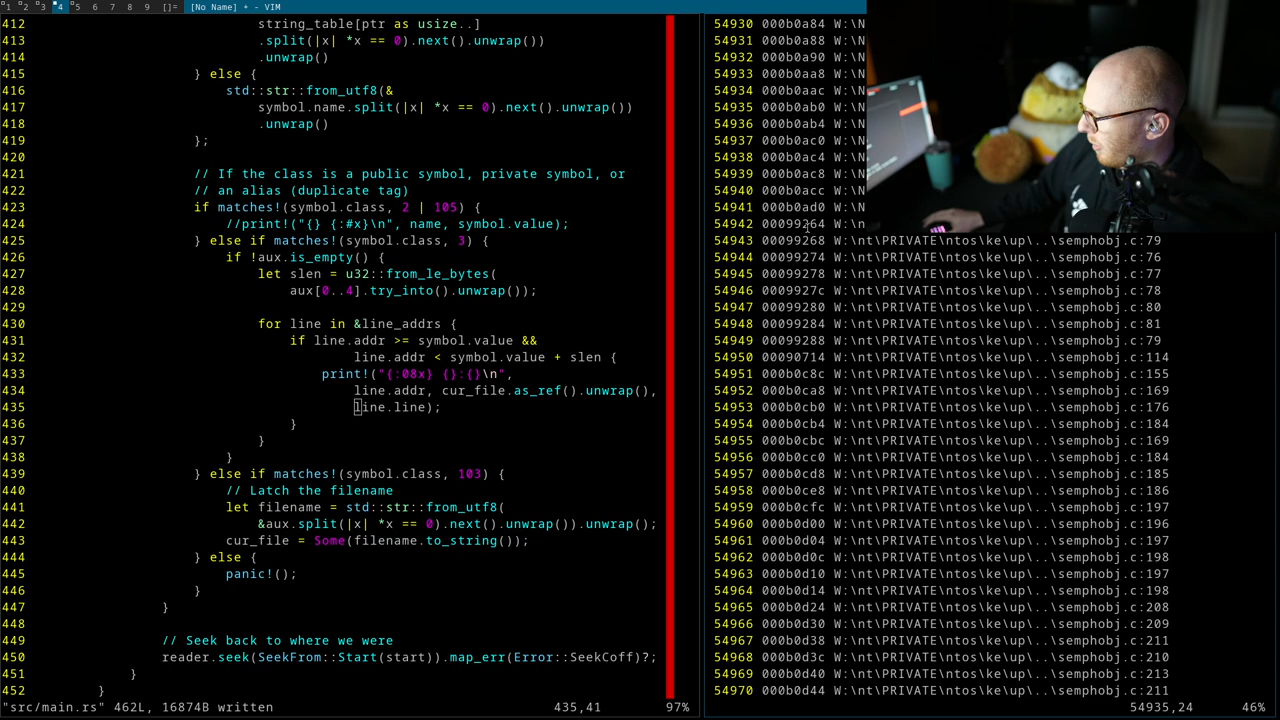 1 2 3 4 5 6 7 8 9 []= [No Name] + - VIM
412 string_table[ptr as usize..]
413 .split(|x| *x == 0).next().unwrap())
414 .unwrap()
415 } else {
416 std::str::from_utf8(&
417 symbol.name.split(|x| *x == 0).next().unwrap())
418 .unwrap()
419 };
420
421 // If the class is a public symbol, private symbol, or
422 // an alias (duplicate tag)
423 if matches!(symbol.class, 2 | 105) {
424 //print!("{} {:#x}\n", name, symbol.value);
425 } else if matches!(symbol.class, 3) {
426 if !aux.is_empty() {
427 let slen = u32::from_le_bytes(
428 aux[0..4].try_into().unwrap());
429
430 for line in &line_addrs {
431 if line.addr >= symbol.value &&
432 line.addr < symbol.value + slen {
433 print!("{:08x} {}:{}\n",
434 line.addr, cur_file.as_ref().unwrap(),
435 line.line);
436 }
437 }
438 }
439 } else if matches!(symbol.class, 103) {
440 // Latch the filename
441 let filename = std::str::from_utf8(
442 &aux.split(|x| *x == 0).next().unwrap()).unwrap();
443 cur_file = Some(filename.to_string());
444 } else {
445 panic!();
446 }
447 }
448
449 // Seek back to where we were
450 reader.seek(SeekFrom::Start(start)).map_err(Error::SeekCoff)?;
451 }
452 }
"src/main.rs" 462L, 16874B written 435,41 97%
54930 000b0a84 W:\N
54931 000b0a88 W:\N
54932 000b0a90 W:\N
54933 000b0aa8 W:\N
54934 000b0aac W:\N
54935 000b0ab0 W:\N
54936 000b0ab4 W:\N
54937 000b0ac0 W:\N
54938 000b0ac4 W:\N
54939 000b0ac8 W:\N
54940 000b0acc W:\N
54941 000b0ad0 W:\N
54942 00099264 W:\n
54943 00099268 W:\nt\PRIVATE\ntos\ke\up\..\semphobj.c:79
54944 00099274 W:\nt\PRIVATE\ntos\ke\up\..\semphobj.c:76
54945 00099278 W:\nt\PRIVATE\ntos\ke\up\..\semphobj.c:77
54946 0009927c W:\nt\PRIVATE\ntos\ke\up\..\semphobj.c:78
54947 00099280 W:\nt\PRIVATE\ntos\ke\up\..\semphobj.c:80
54948 00099284 W:\nt\PRIVATE\ntos\ke\up\..\semphobj.c:81
54949 00099288 W:\nt\PRIVATE\ntos\ke\up\..\semphobj.c:79
54950 00090714 W:\nt\PRIVATE\ntos\ke\up\..\semphobj.c:114
54951 000b0c8c W:\nt\PRIVATE\ntos\ke\up\..\semphobj.c:155
54952 000b0ca8 W:\nt\PRIVATE\ntos\ke\up\..\semphobj.c:169
54953 000b0cb0 W:\nt\PRIVATE\ntos\ke\up\..\semphobj.c:176
54954 000b0cb4 W:\nt\PRIVATE\ntos\ke\up\..\semphobj.c:184
54955 000b0cbc W:\nt\PRIVATE\ntos\ke\up\..\semphobj.c:169
54956 000b0cc0 W:\nt\PRIVATE\ntos\ke\up\..\semphobj.c:184
54957 000b0cd8 W:\nt\PRIVATE\ntos\ke\up\..\semphobj.c:185
54958 000b0ce8 W:\nt\PRIVATE\ntos\ke\up\..\semphobj.c:186
54959 000b0cfc W:\nt\PRIVATE\ntos\ke\up\..\semphobj.c:197
54960 000b0d00 W:\nt\PRIVATE\ntos\ke\up\..\semphobj.c:196
54961 000b0d04 W:\nt\PRIVATE\ntos\ke\up\..\semphobj.c:197
54962 000b0d0c W:\nt\PRIVATE\ntos\ke\up\..\semphobj.c:198
54963 000b0d10 W:\nt\PRIVATE\ntos\ke\up\..\semphobj.c:197
54964 000b0d14 W:\nt\PRIVATE\ntos\ke\up\..\semphobj.c:198
54965 000b0d24 W:\nt\PRIVATE\ntos\ke\up\..\semphobj.c:208
54966 000b0d30 W:\nt\PRIVATE\ntos\ke\up\..\semphobj.c:209
54967 000b0d38 W:\nt\PRIVATE\ntos\ke\up\..\semphobj.c:211
54968 000b0d3c W:\nt\PRIVATE\ntos\ke\up\..\semphobj.c:210
54969 000b0d40 W:\nt\PRIVATE\ntos\ke\up\..\semphobj.c:213
54970 000b0d44 W:\nt\PRIVATE\ntos\ke\up\..\semphobj.c:211
54935,24 46%